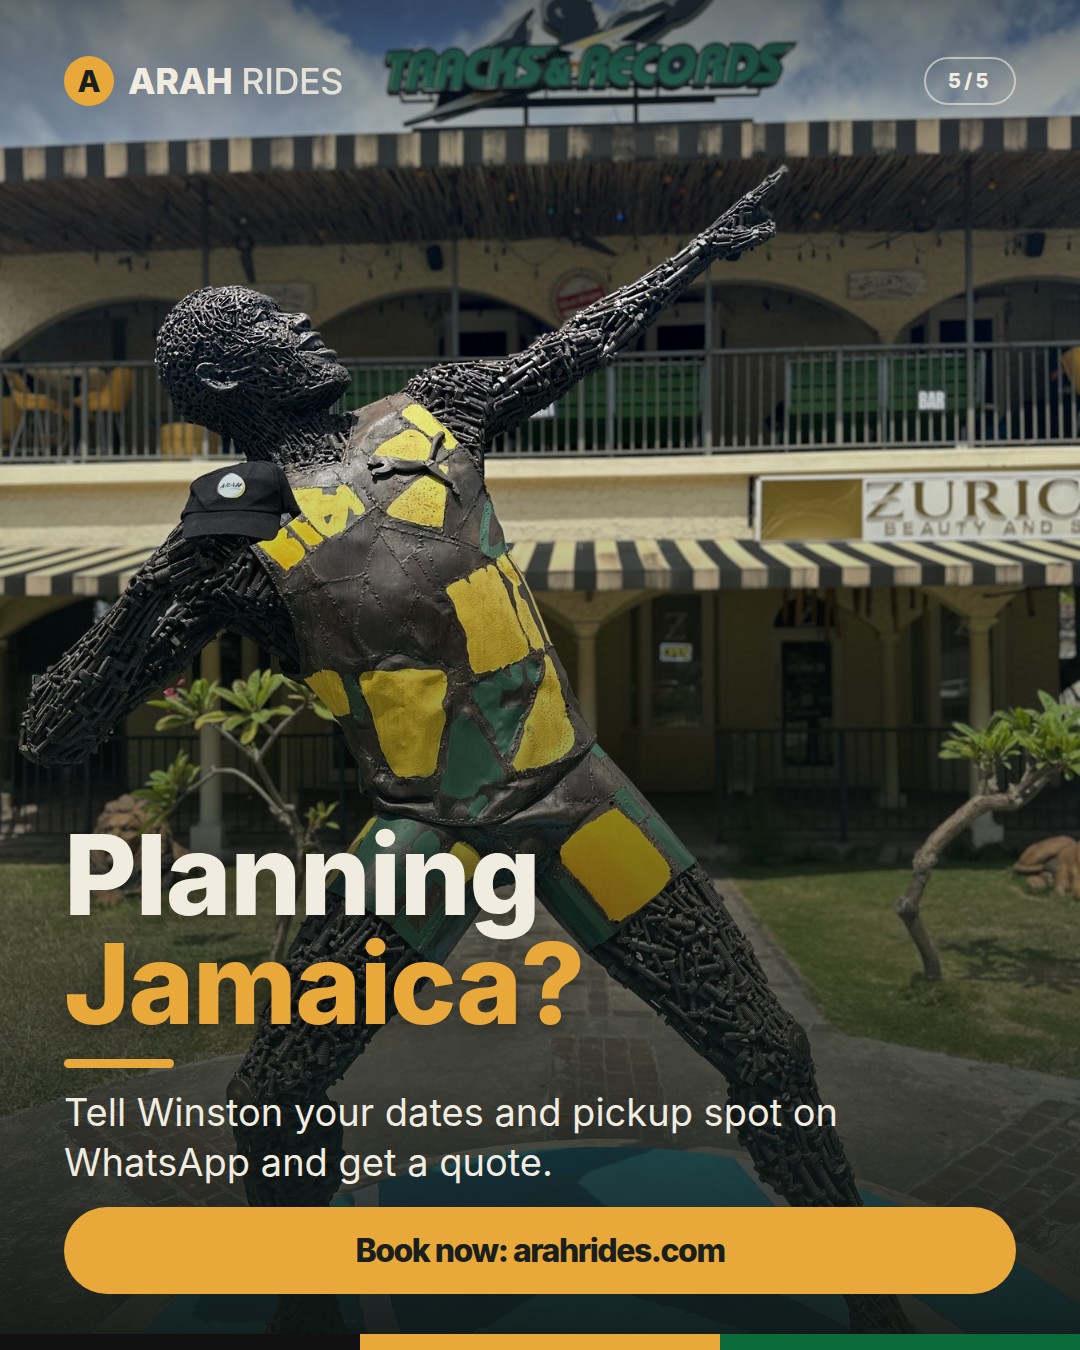 TRACKS & RECORDS
A ARAH RIDES
5/5
BAR
ARAH
ZURIC
BEAUTY AND S
Planning
Jamaica?
Tell Winston your dates and pickup spot on
WhatsApp and get a quote.
Book now: arahrides.com